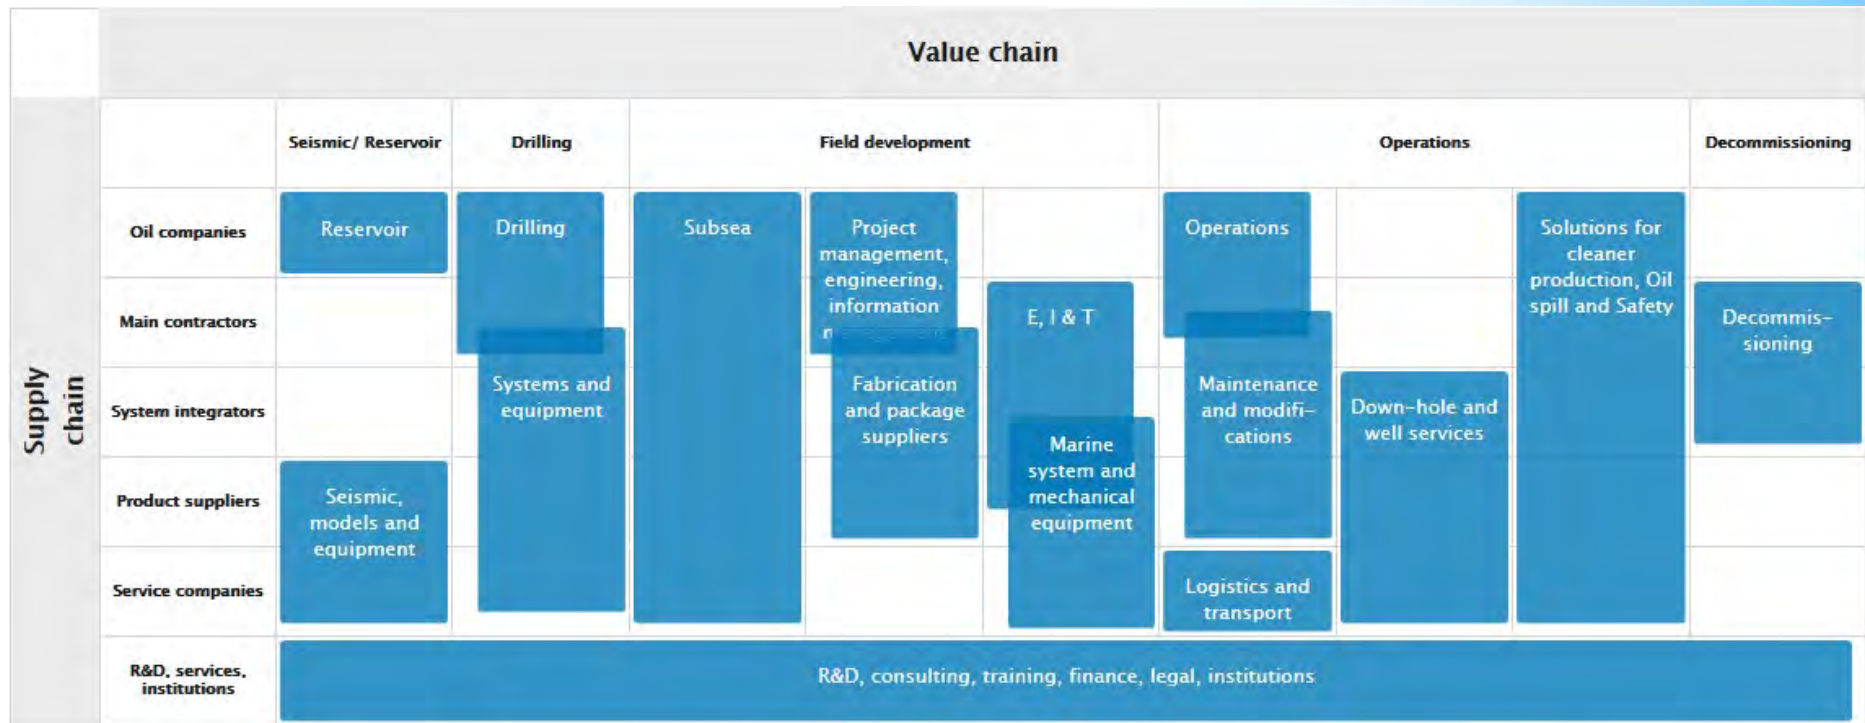 Value chain
Supply
chain
Seismic/ Reservoir
Drilling
Field development
Operations
Decommissioning
Oil companies
Main contractors
System integrators
Product suppliers
Service companies
R&D, services,
institutions
Reservoir
Seismic,
models and
equipment
Drilling
Systems and
equipment
Subsea
Project
management,
engineering,
information
Fabrication
and package
suppliers
E, I & T
Marine
system and
mechanical
equipment
Operations
Maintenance
and modifi-
cations
Logistics and
transport
Down-hole and
well services
Solutions for
cleaner
production, Oil
spill and Safety
Decommis-
sioning
R&D, consulting, training, finance, legal, institutions